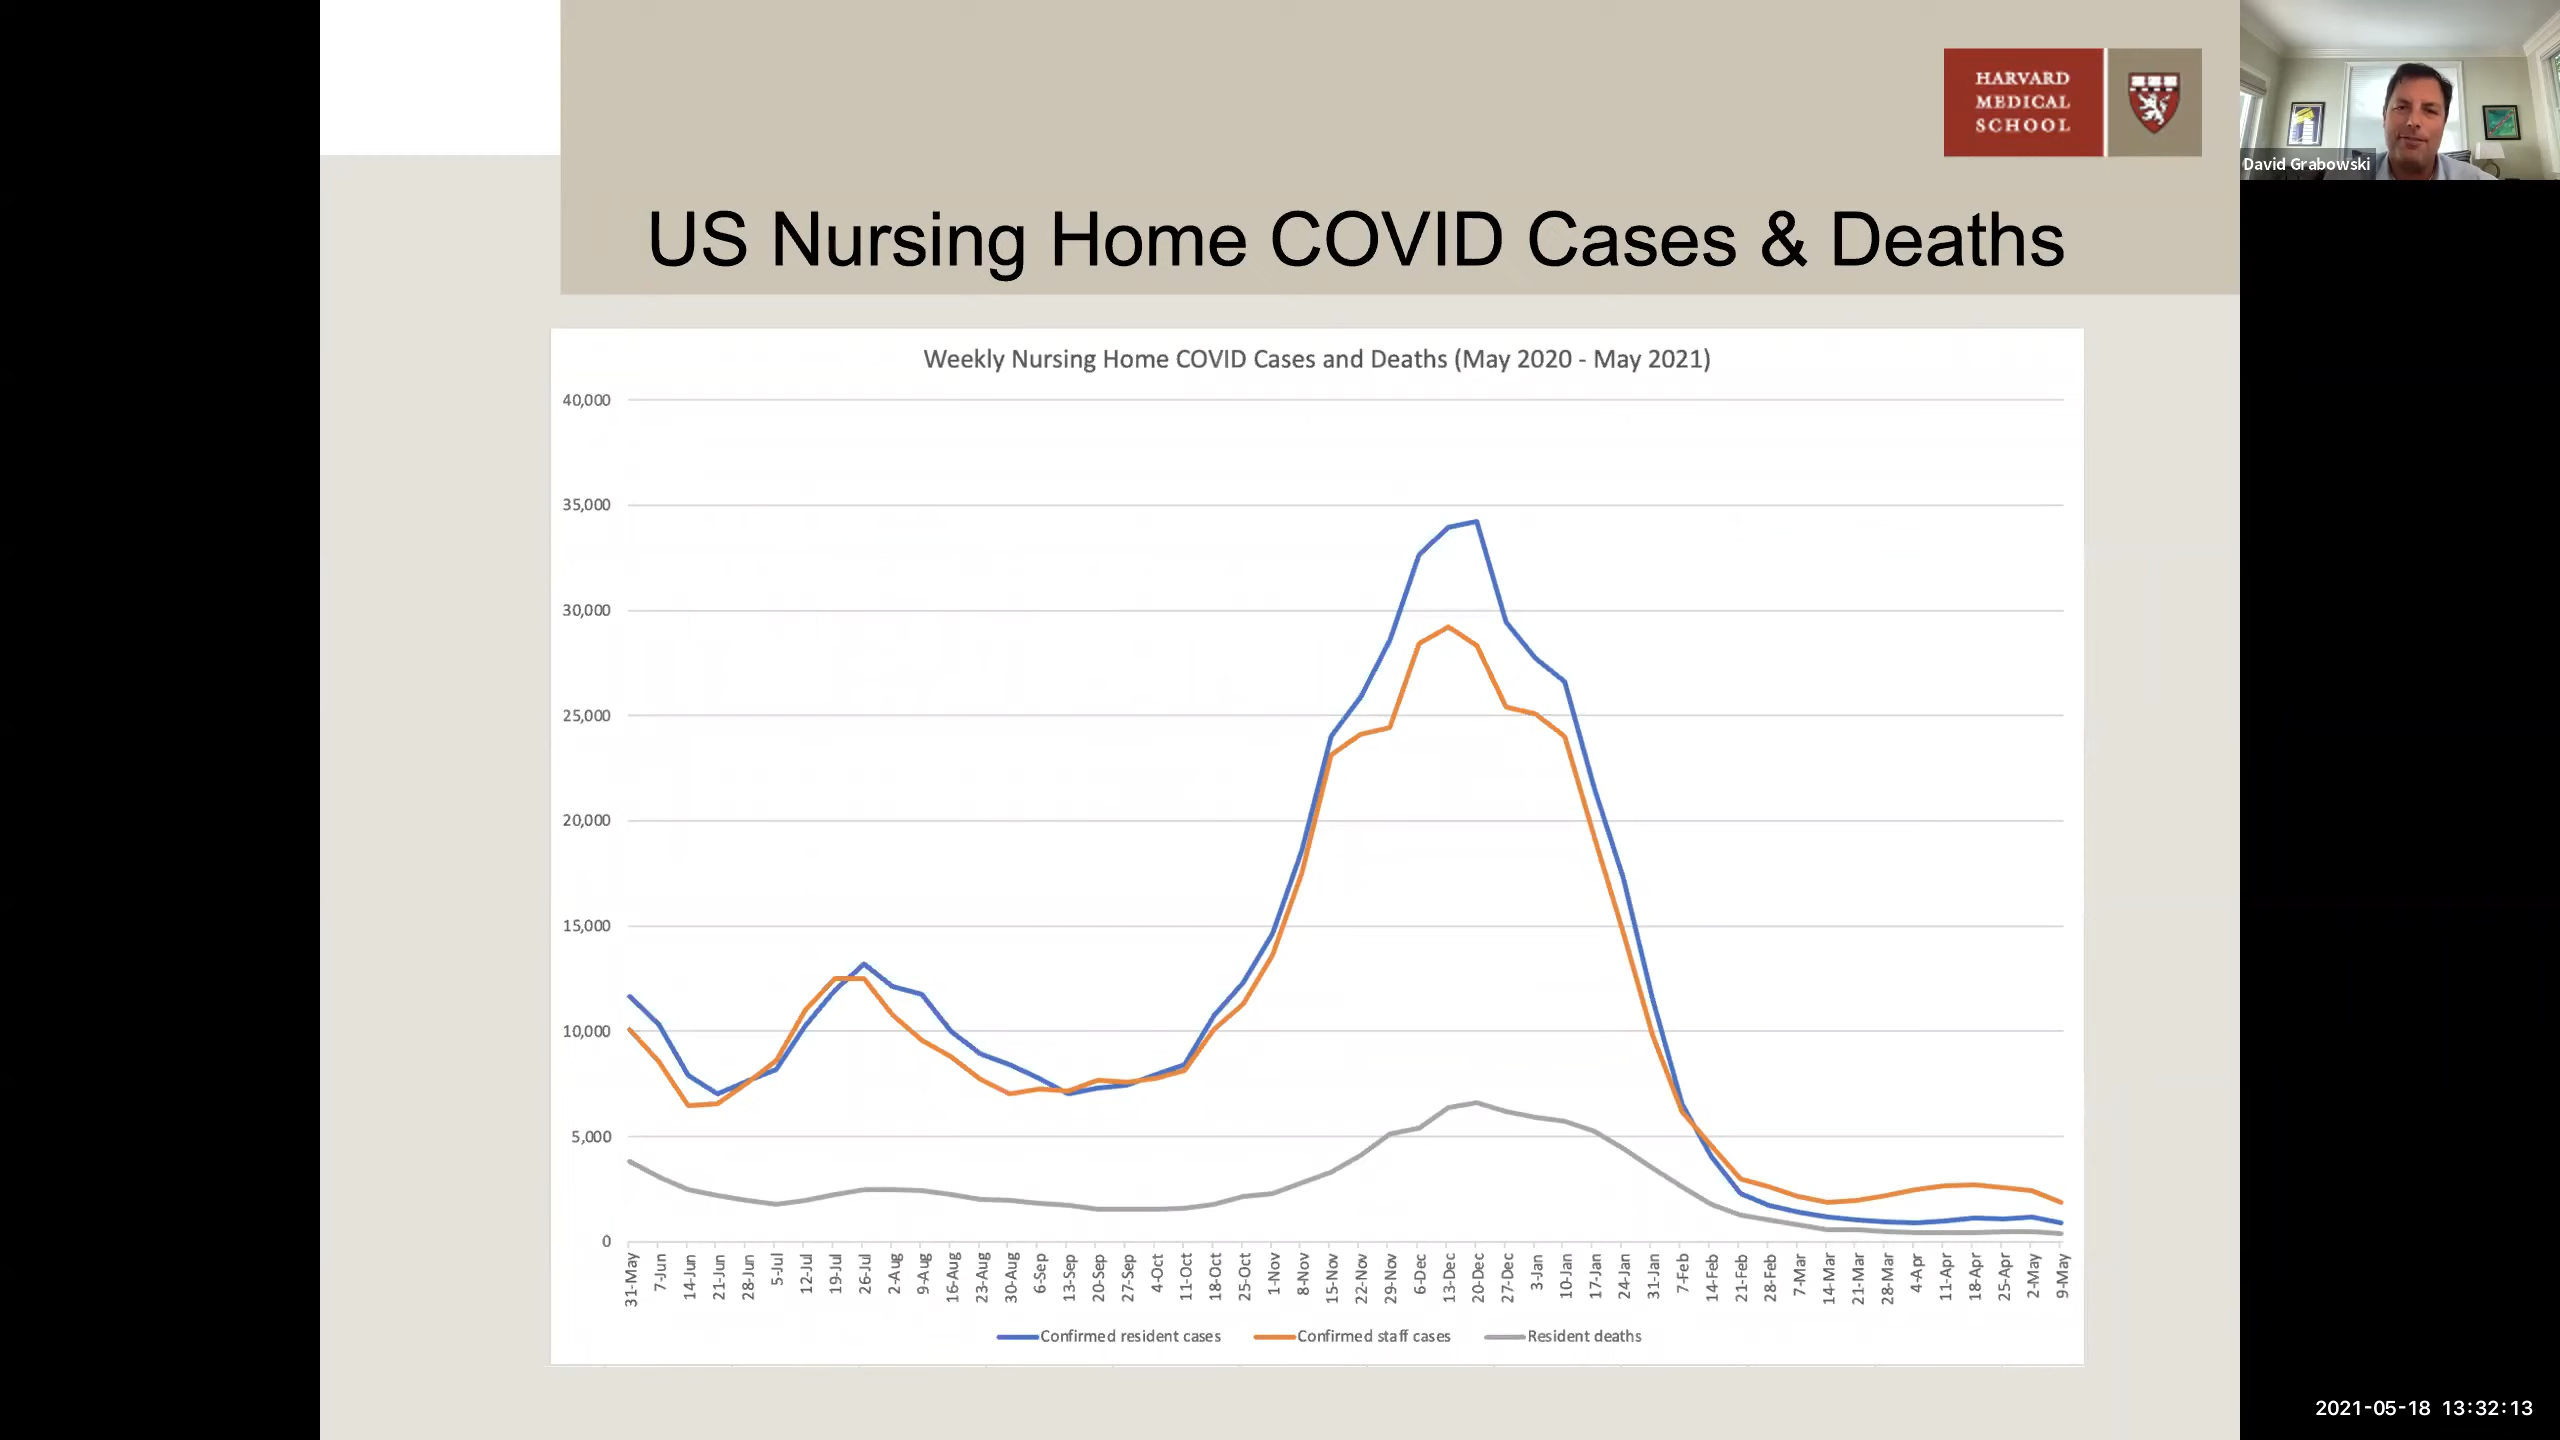 HARVARD
MEDICAL
SCHOOL
David Grabowski
US Nursing Home COVID Cases & Deaths
Weekly Nursing Home COVID Cases and Deaths (May 2020 - May 2021)
40,000
35,000
30,000
25,000
20,000
15,000
10,000
5,000
0
31-May
7-Jun
14-Jun
21-Jun
28-Jun
5-Jul
12-Jul
19-Jul
26-Jul
2-Aug
9-Aug
16-Aug
23-Aug
30-Aug
6-Sep
13-Sep
20-Sep
27-Sep
4-Oct
11-Oct
18-Oct
25-Oct
1-Nov
8-Nov
15-Nov
22-Nov
29-Nov
6-Dec
13-Dec
20-Dec
27-Dec
3-Jan
10-Jan
17-Jan
24-Jan
31-Jan
7-Feb
14-Feb
21-Feb
28-Feb
7-Mar
14-Mar
21-Mar
28-Mar
4-Apr
11-Apr
18-Apr
25-Apr
2-May
9-May
Confirmed resident cases
Confirmed staff cases
Resident deaths
2021-05-18 13:32:13